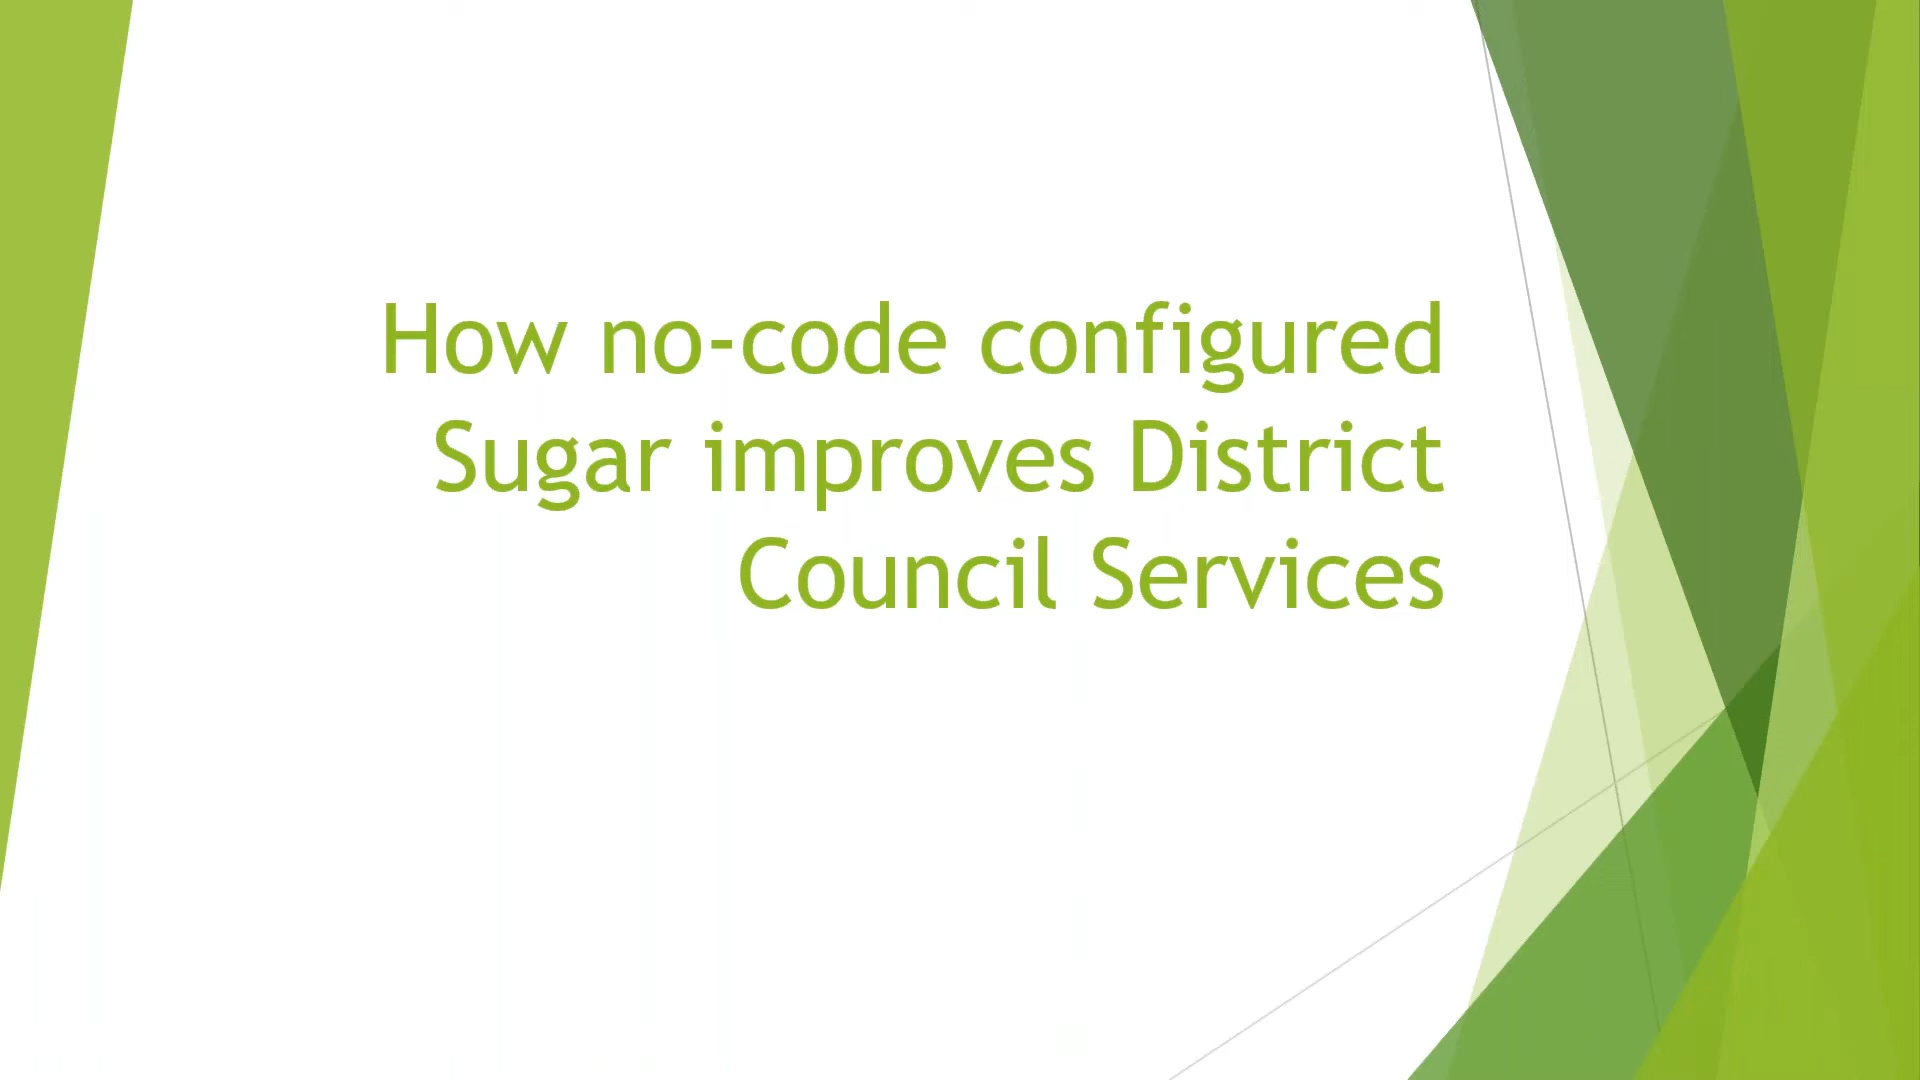 How no-code configured
Sugar improves District
Council Services